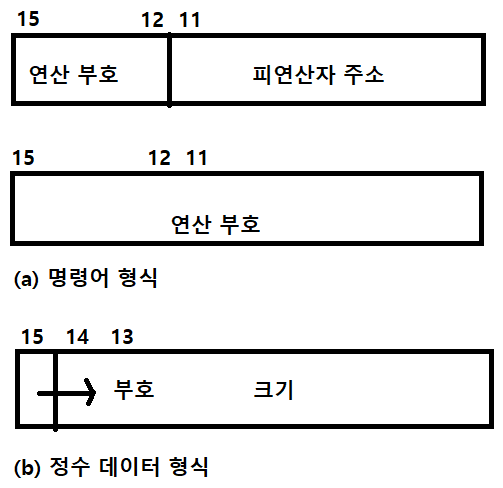 15 12 11
연산 부호 피연산자 주소
15 12 11
연산 부호
(a) 명령어 형식
15 14 13
부호 크기
(b) 정수 데이터 형식